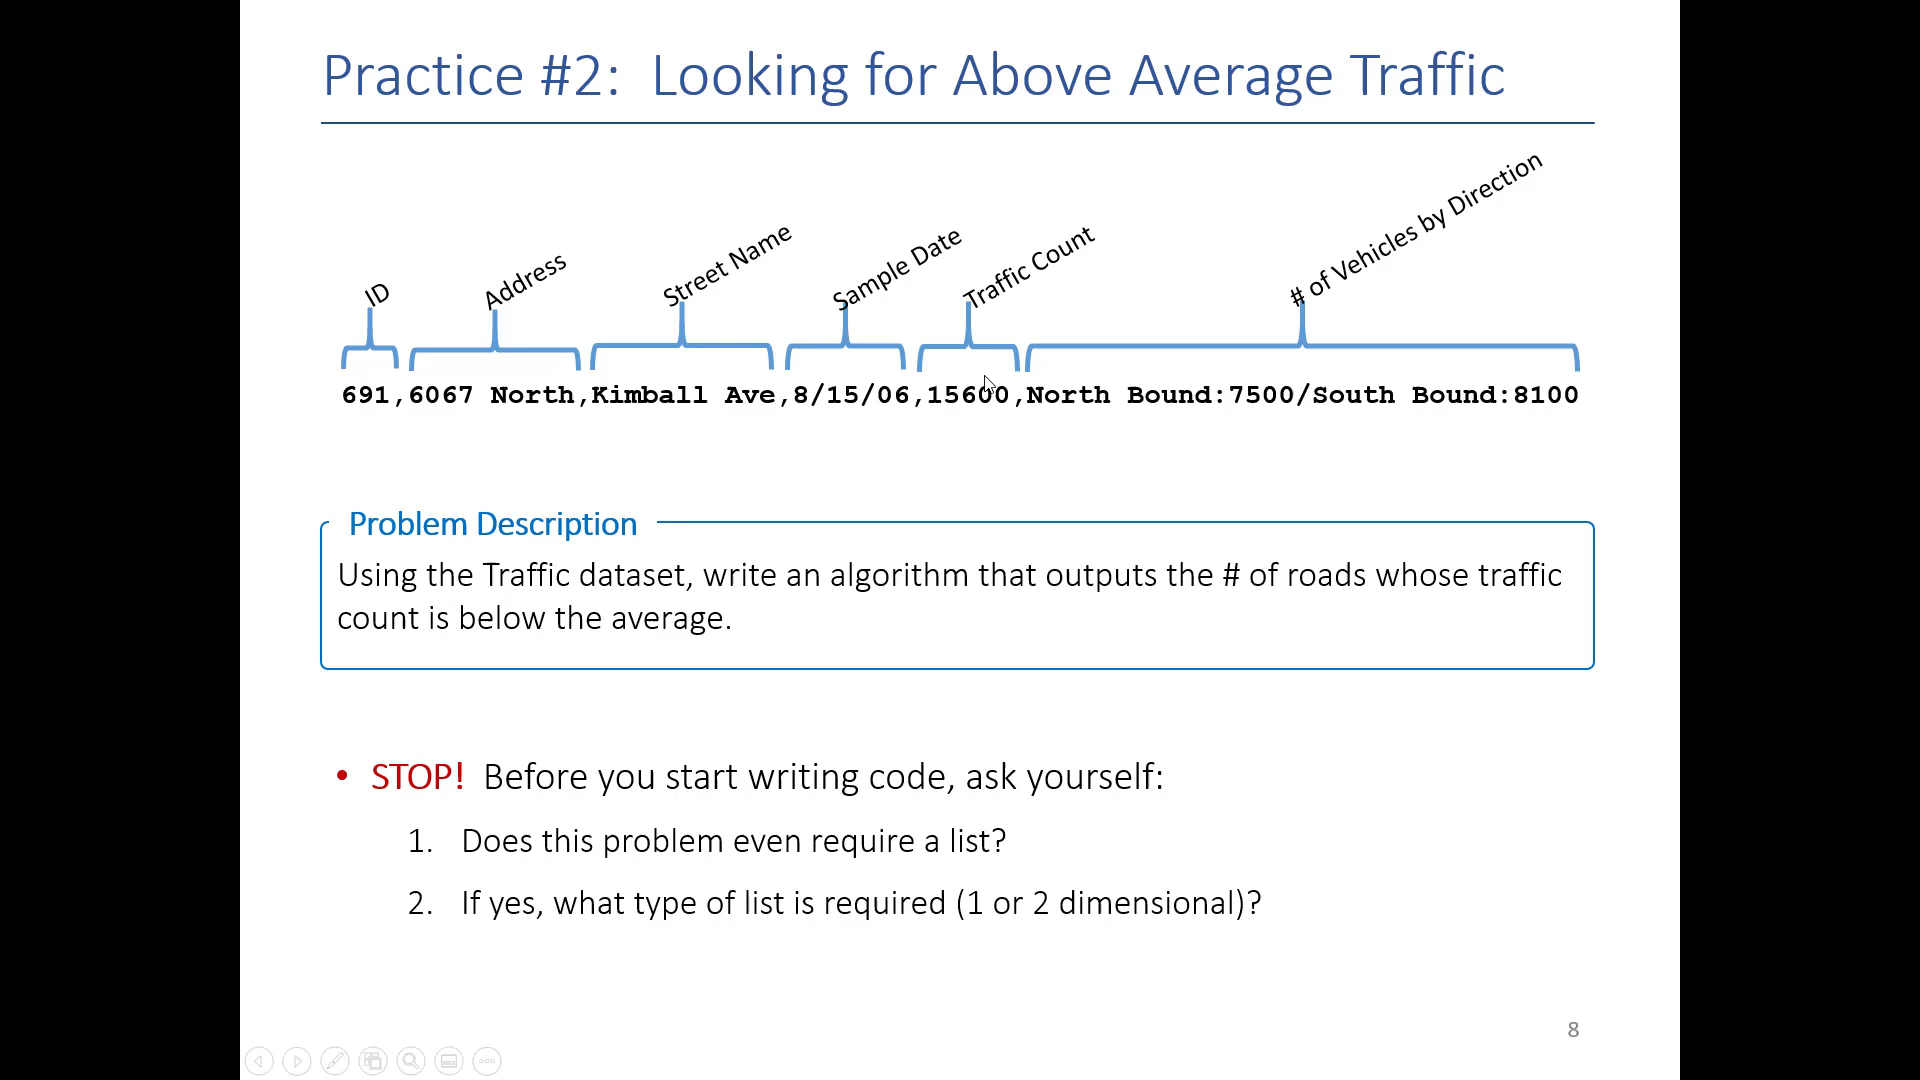 Practice #2: Looking for Above Average Traffic
ID
Address
Street Name
Sample Date
Traffic Count
# of Vehicles by Direction
691,6067 North,Kimball Ave,8/15/06,15600,North Bound:7500/South Bound:8100
Problem Description
Using the Traffic dataset, write an algorithm that outputs the # of roads whose traffic
count is below the average.
• STOP! Before you start writing code, ask yourself:
1. Does this problem even require a list?
2. If yes, what type of list is required (1 or 2 dimensional)?
8